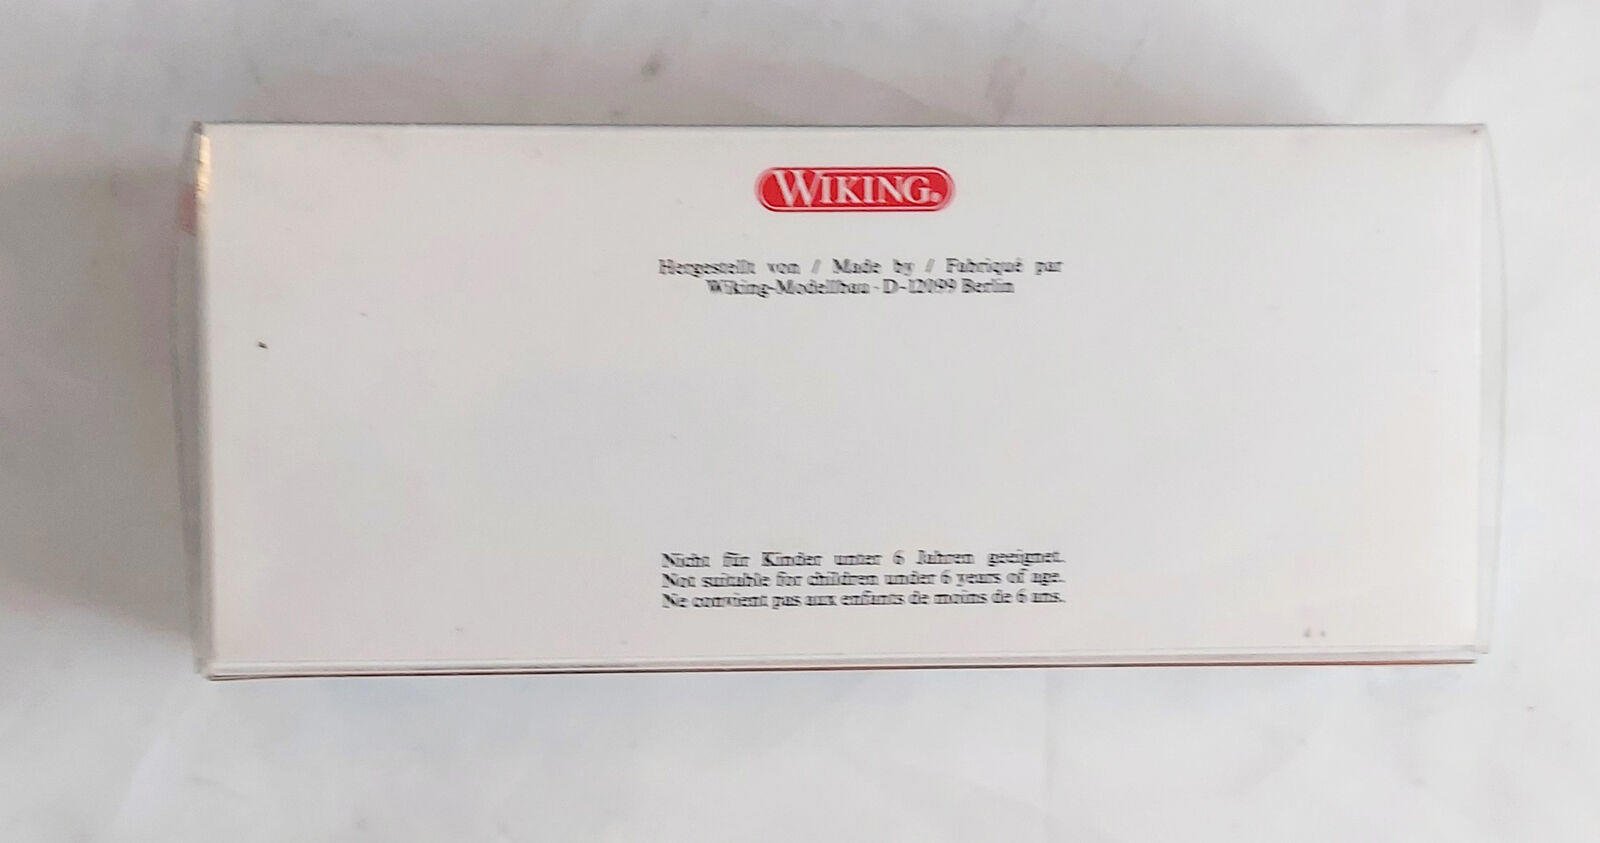 WIKING®
Hergestellt von / Made by / Fabriqué par
Wiking-Modellbau · D-12099 Berlin
Nicht für Kinder unter 6 Jahren geeignet.
Not suitable for children under 6 years of age.
Ne convient pas aux enfants de moins de 6 ans.